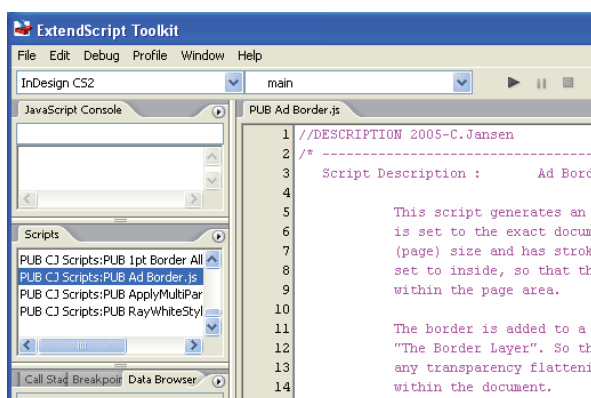 ExtendScript Toolkit
File Edit Debug Profile Window Help
InDesign CS2
main
JavaScript Console
Scripts
PUB CJ Scripts:PUB 1pt Border All
PUB CJ Scripts:PUB Ad Border.js
PUB CJ Scripts:PUB ApplyMultiPar
PUB CJ Scripts:PUB RayWhiteStyl
Call Stac Breakpoir Data Browser
PUB Ad Border.js
1 //DESCRIPTION 2005-C.Jansen
2 /* ----------------------------------
3 Script Description : Ad Bord
4
5 This script generates an
6 is set to the exact docum
7 (page) size and has strok
8 set to inside, so that th
9 within the page area.
10
11 The border is added to a
12 "The Border Layer". So th
13 any transparency flatteni
14 within the document.